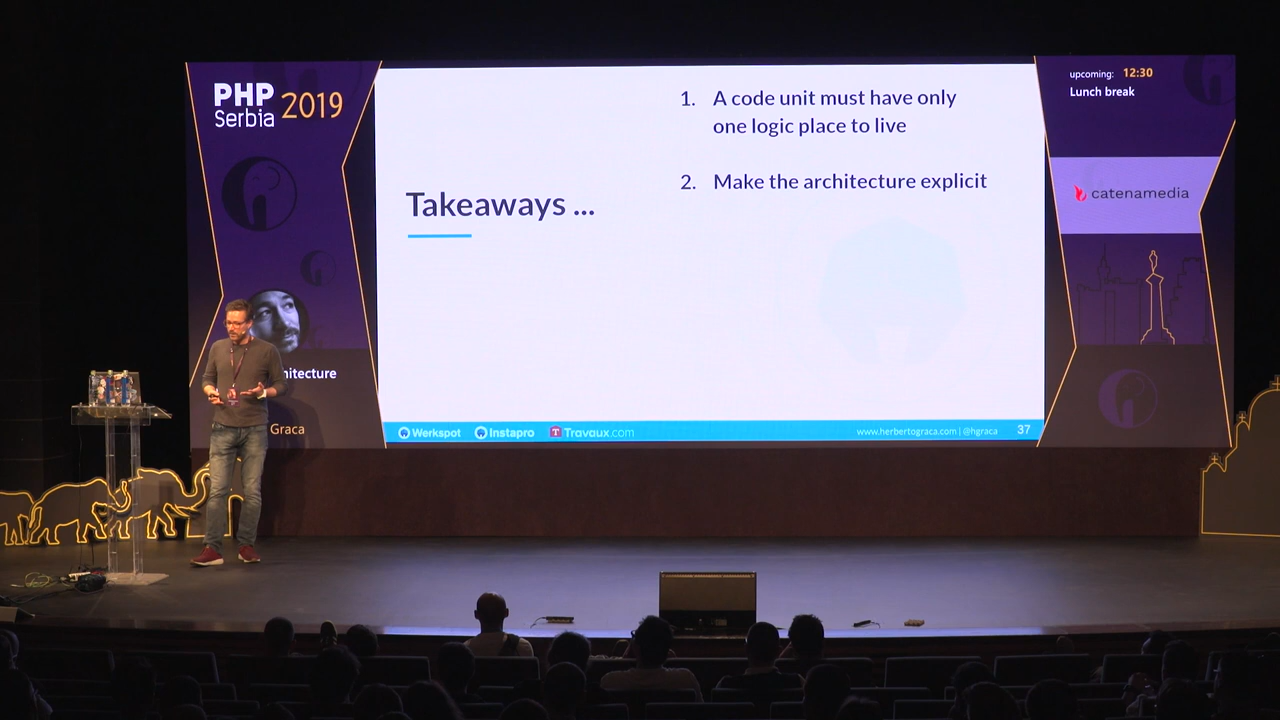 PHP
Serbia 2019
hitecture
Graca
Takeaways ...
1. A code unit must have only
one logic place to live
2. Make the architecture explicit
Werkspot Instapro Travaux.com
www.herbertograca.com | @hgraca 37
upcoming: 12:30
Lunch break
catenamedia